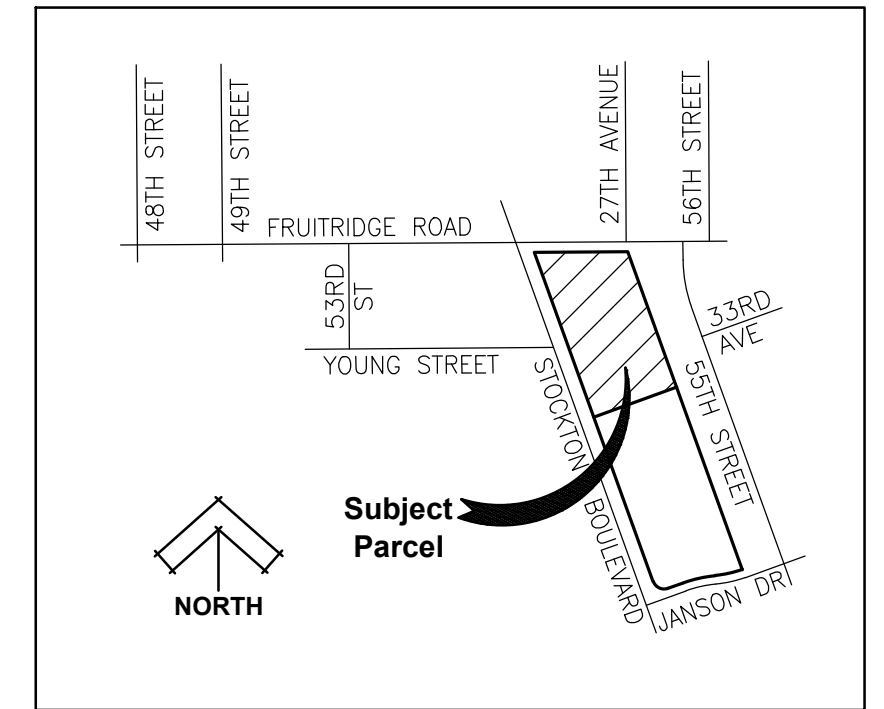 48TH STREET
49TH STREET
27TH AVENUE
56TH STREET
FRUITRIDGE ROAD
53RD
ST
33RD
AVE
YOUNG STREET
STOCKTON BOULEVARD
55TH STREET
Subject
Parcel
NORTH
JANSON DR